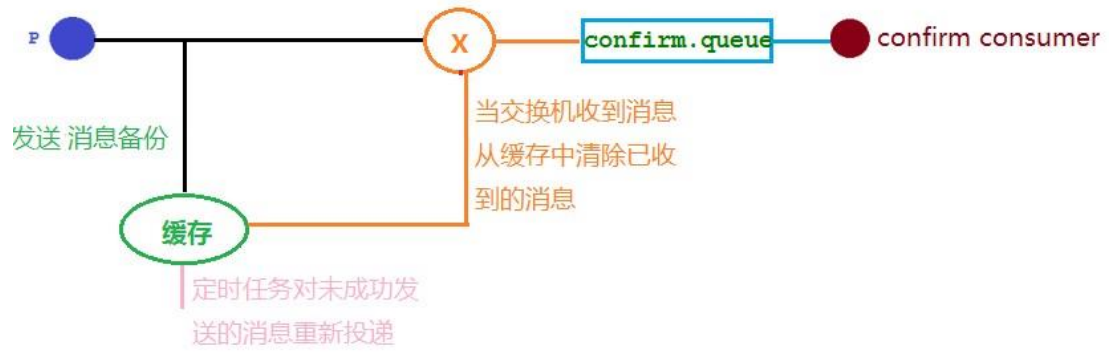 P
X
confirm.queue
confirm consumer
发送 消息备份
当交换机收到消息
从缓存中清除已收
到的消息
缓存
定时任务对未成功发
送的消息重新投递